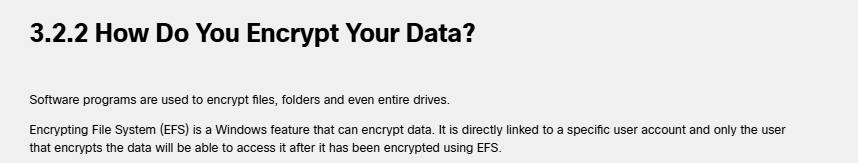 3.2.2 How Do You Encrypt Your Data?
Software programs are used to encrypt files, folders and even entire drives.
Encrypting File System (EFS) is a Windows feature that can encrypt data. It is directly linked to a specific user account and only the user
that encrypts the data will be able to access it after it has been encrypted using EFS.